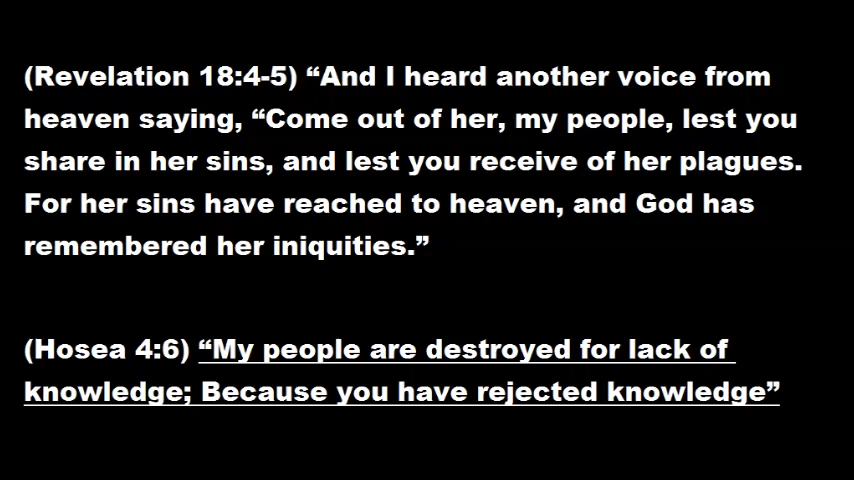 (Revelation 18:4-5) “And I heard another voice from
heaven saying, “Come out of her, my people, lest you
share in her sins, and lest you receive of her plagues.
For her sins have reached to heaven, and God has
remembered her iniquities.”
(Hosea 4:6) “My people are destroyed for lack of
knowledge; Because you have rejected knowledge”